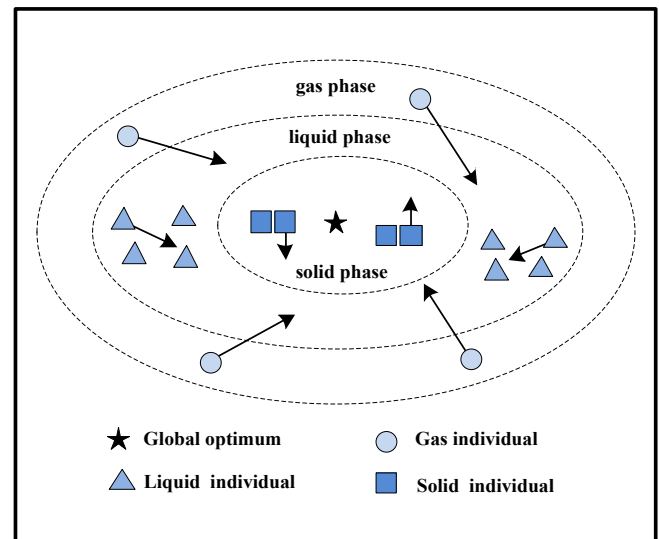 gas phase
liquid phase
solid phase
Global optimum
Gas individual
Liquid individual
Solid individual